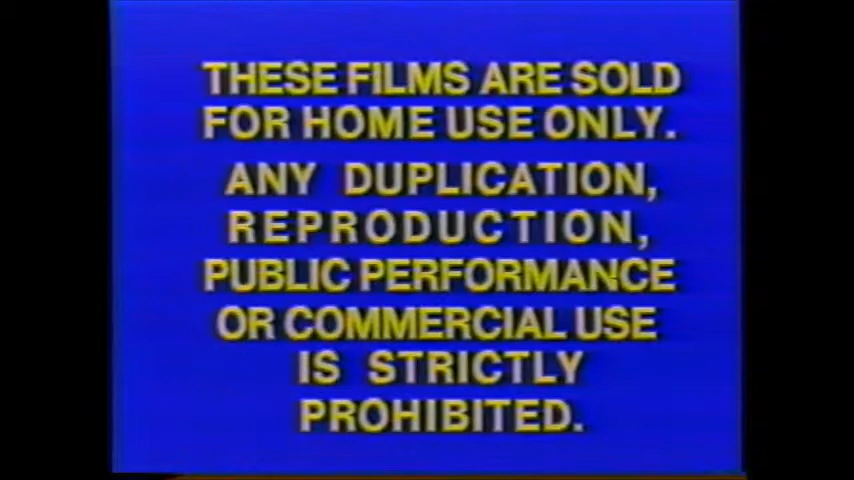 THESE FILMS ARE SOLD
FOR HOME USE ONLY.
ANY DUPLICATION,
REPRODUCTION,
PUBLIC PERFORMANCE
OR COMMERCIAL USE
IS STRICTLY
PROHIBITED.